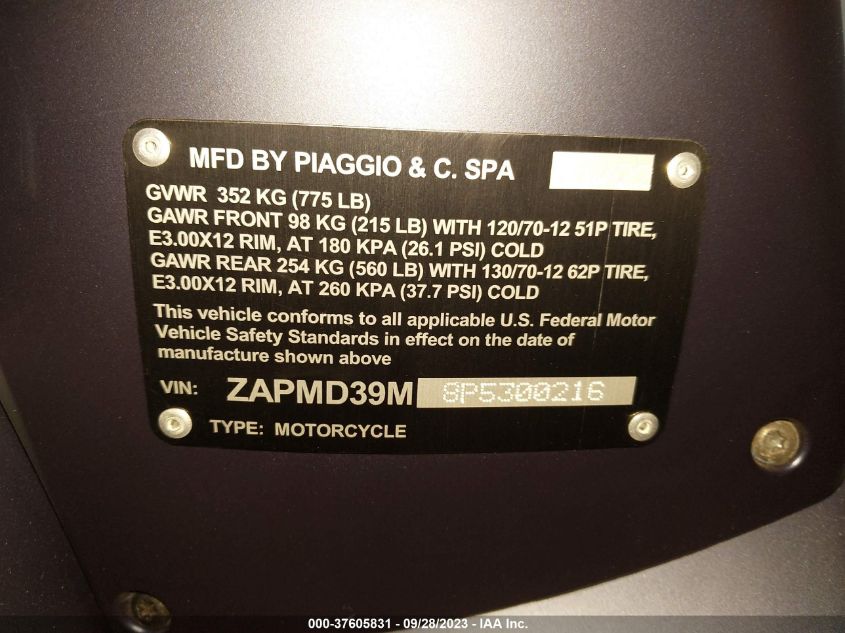 MFD BY PIAGGIO & C. SPA
GVWR 352 KG (775 LB)
GAWR FRONT 98 KG (215 LB) WITH 120/70-12 51P TIRE,
E3.00X12 RIM, AT 180 KPA (26.1 PSI) COLD
GAWR REAR 254 KG (560 LB) WITH 130/70-12 62P TIRE,
E3.00X12 RIM, AT 260 KPA (37.7 PSI) COLD
This vehicle conforms to all applicable U.S. Federal Motor
Vehicle Safety Standards in effect on the date of
manufacture shown above
VIN: ZAPMD39M 8P5300216
TYPE: MOTORCYCLE
000-37605831 - 09/28/2023 - IAA Inc.